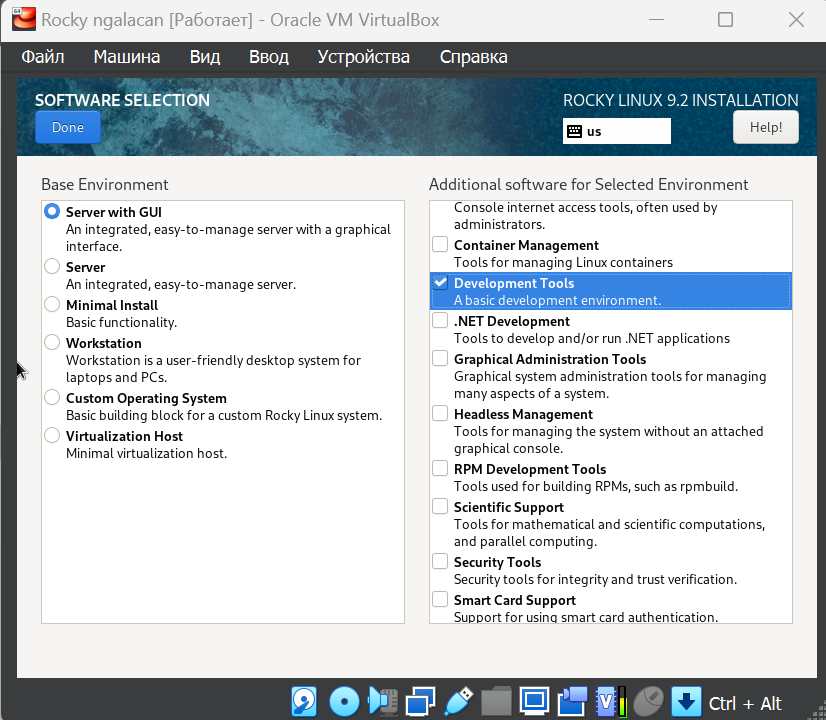 64
Rocky ngalacan [Работает] - Oracle VM VirtualBox
Файл Машина Вид Ввод Устройства Справка
SOFTWARE SELECTION
ROCKY LINUX 9.2 INSTALLATION
Done
us
Help!
Base Environment
Server with GUI
An integrated, easy-to-manage server with a graphical
interface.
Server
An integrated, easy-to-manage server.
Minimal Install
Basic functionality.
Workstation
Workstation is a user-friendly desktop system for
laptops and PCs.
Custom Operating System
Basic building block for a custom Rocky Linux system.
Virtualization Host
Minimal virtualization host.
Additional software for Selected Environment
Console internet access tools, often used by
administrators.
Container Management
Tools for managing Linux containers
Development Tools
A basic development environment.
.NET Development
Tools to develop and/or run .NET applications
Graphical Administration Tools
Graphical system administration tools for managing
many aspects of a system.
Headless Management
Tools for managing the system without an attached
graphical console.
RPM Development Tools
Tools used for building RPMs, such as rpmbuild.
Scientific Support
Tools for mathematical and scientific computations,
and parallel computing.
Security Tools
Security tools for integrity and trust verification.
Smart Card Support
Support for using smart card authentication.
V
Ctrl + Alt